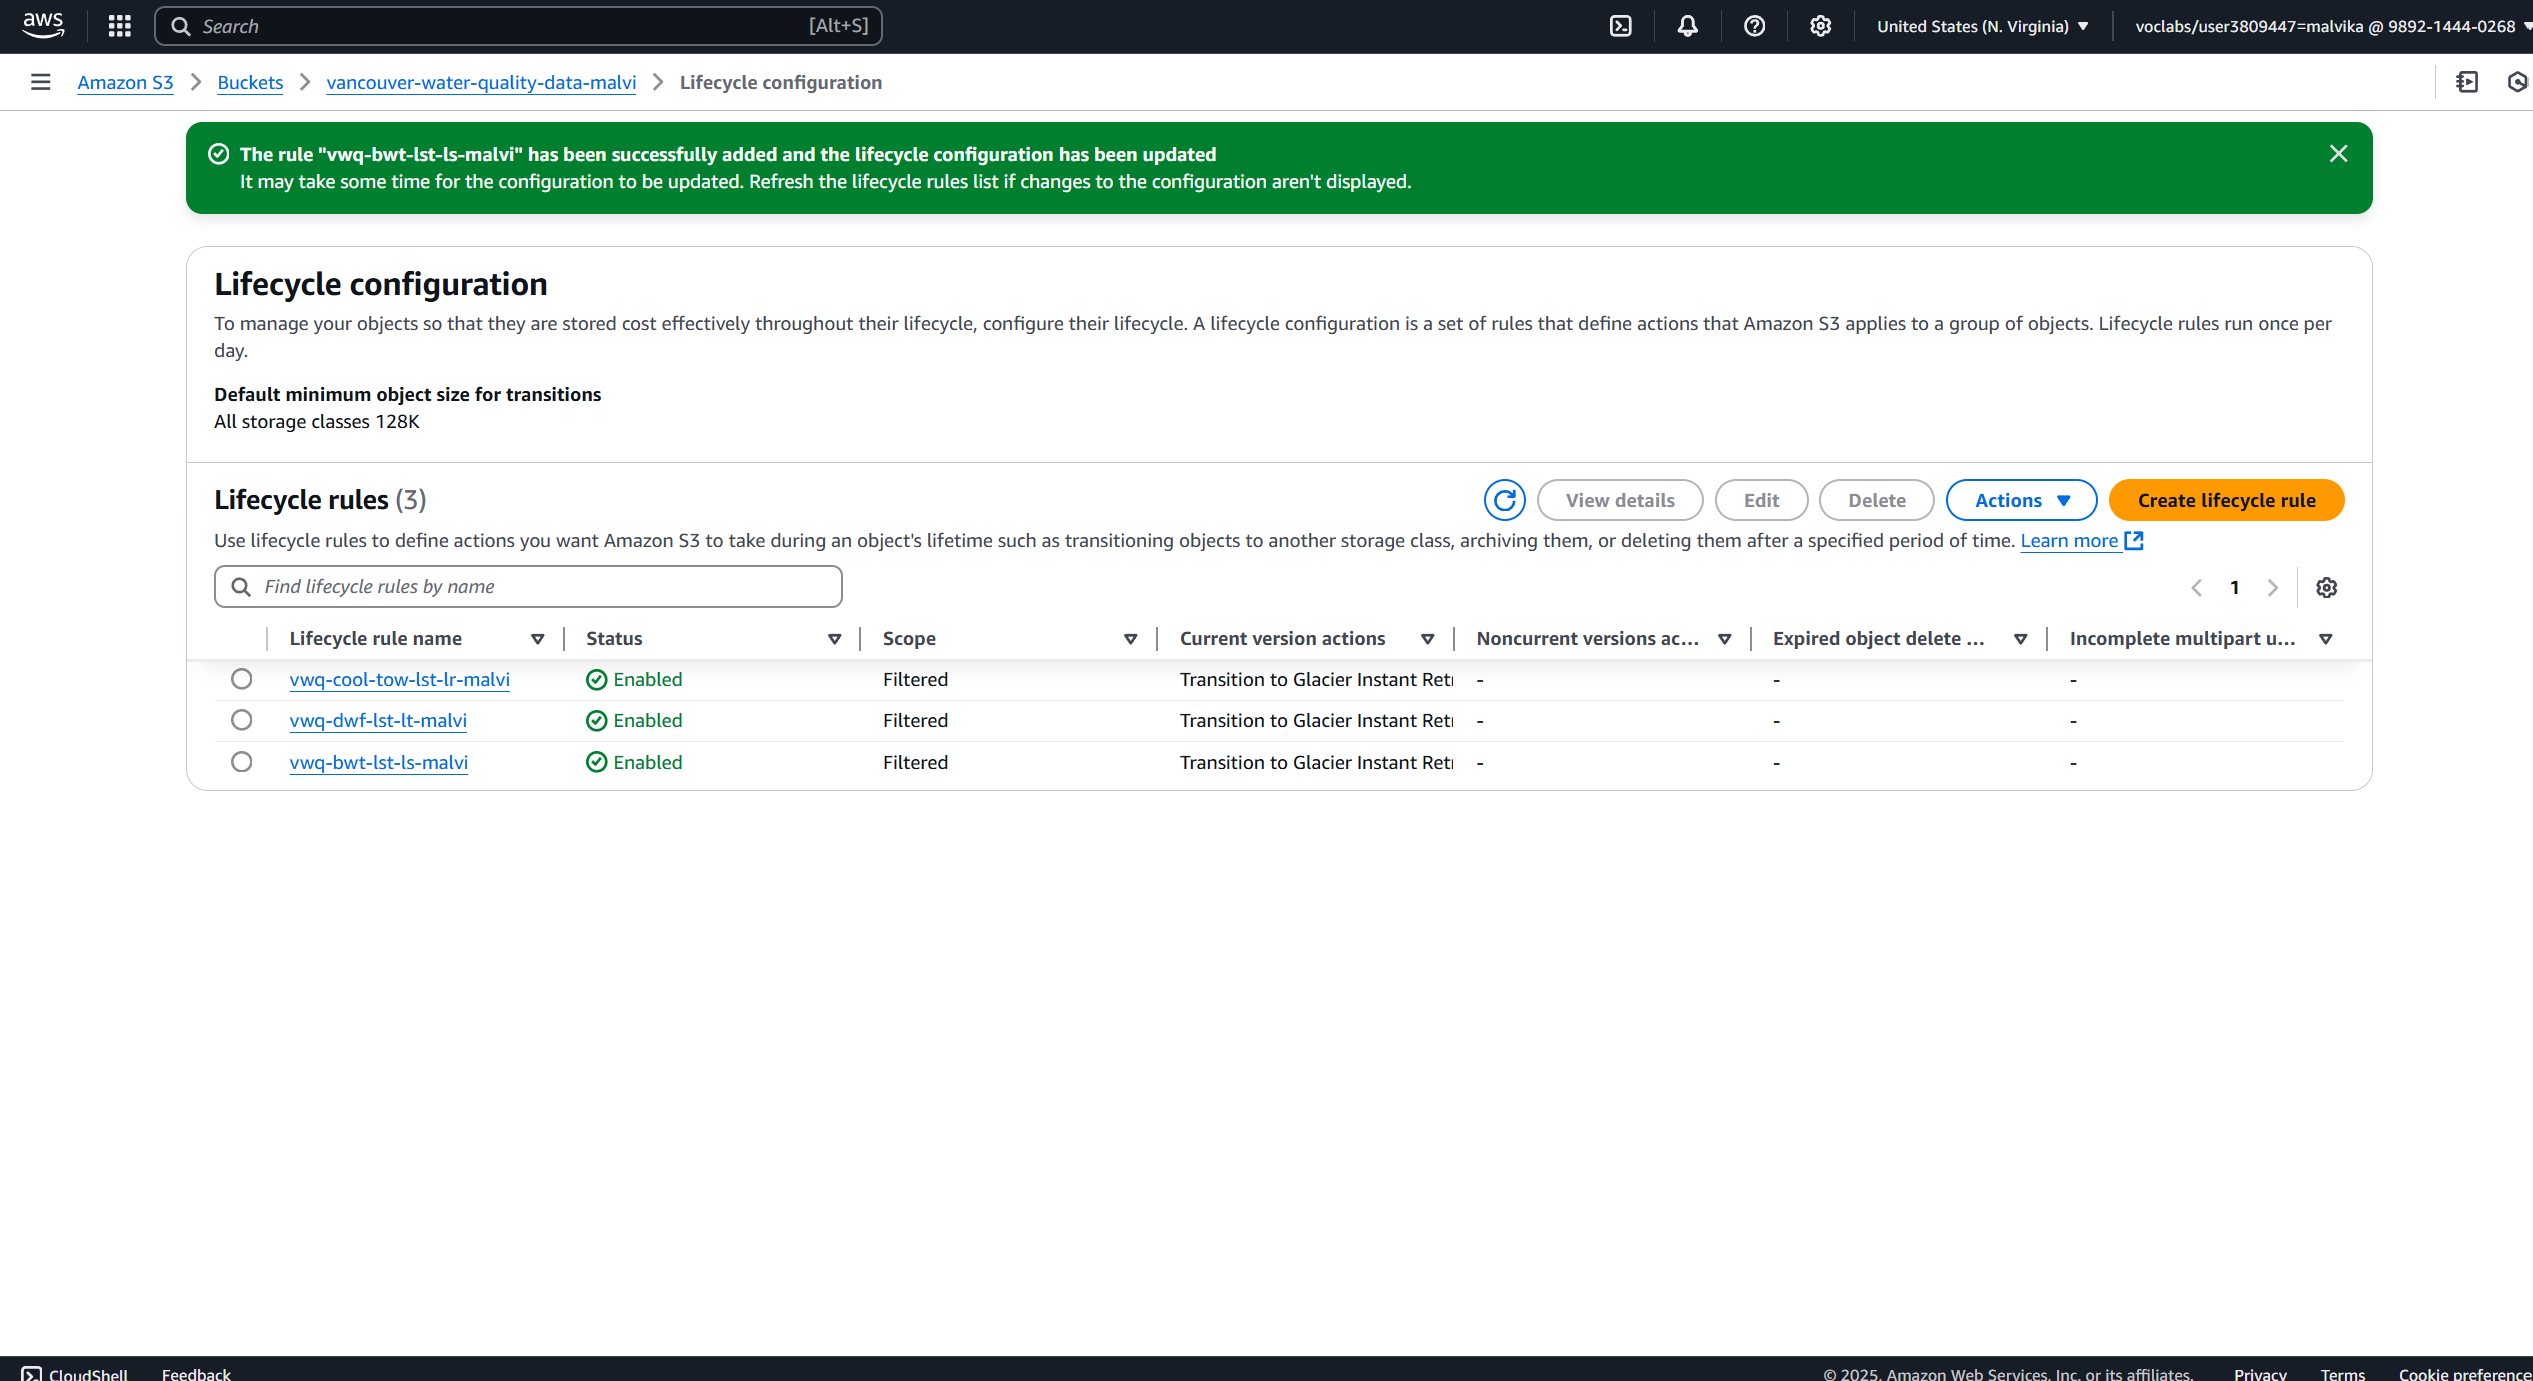 aws
Search [Alt+S]
United States (N. Virginia)
voclabs/user3809447=malvika @ 9892-1444-0268
Amazon S3 > Buckets > vancouver-water-quality-data-malvi > Lifecycle configuration
The rule "vwq-bwt-lst-ls-malvi" has been successfully added and the lifecycle configuration has been updated
It may take some time for the configuration to be updated. Refresh the lifecycle rules list if changes to the configuration aren't displayed.
Lifecycle configuration
To manage your objects so that they are stored cost effectively throughout their lifecycle, configure their lifecycle. A lifecycle configuration is a set of rules that define actions that Amazon S3 applies to a group of objects. Lifecycle rules run once per
day.
Default minimum object size for transitions
All storage classes 128K
Lifecycle rules (3)
View details
Edit
Delete
Actions
Create lifecycle rule
Use lifecycle rules to define actions you want Amazon S3 to take during an object's lifetime such as transitioning objects to another storage class, archiving them, or deleting them after a specified period of time. Learn more
Find lifecycle rules by name
1
Lifecycle rule name Status Scope Current version actions Noncurrent versions ac... Expired object delete ... Incomplete multipart u...
vwq-cool-tow-lst-lr-malvi Enabled Filtered Transition to Glacier Instant Ret - - -
vwq-dwf-lst-lt-malvi Enabled Filtered Transition to Glacier Instant Ret - - -
vwq-bwt-lst-ls-malvi Enabled Filtered Transition to Glacier Instant Ret - - -
CloudShell Feedback © 2025, Amazon Web Services, Inc. or its affiliates. Privacy Terms Cookie preference